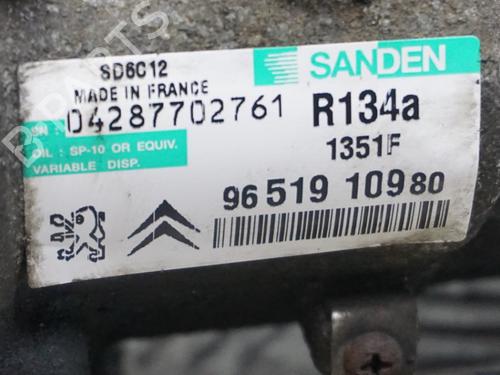 SD6C12
MADE IN FRANCE
SANDEN
SN:
04287702761
R134a
OIL : SP-10 OR EQUIV.
VARIABLE DISP.
1351F
96 519 109 80